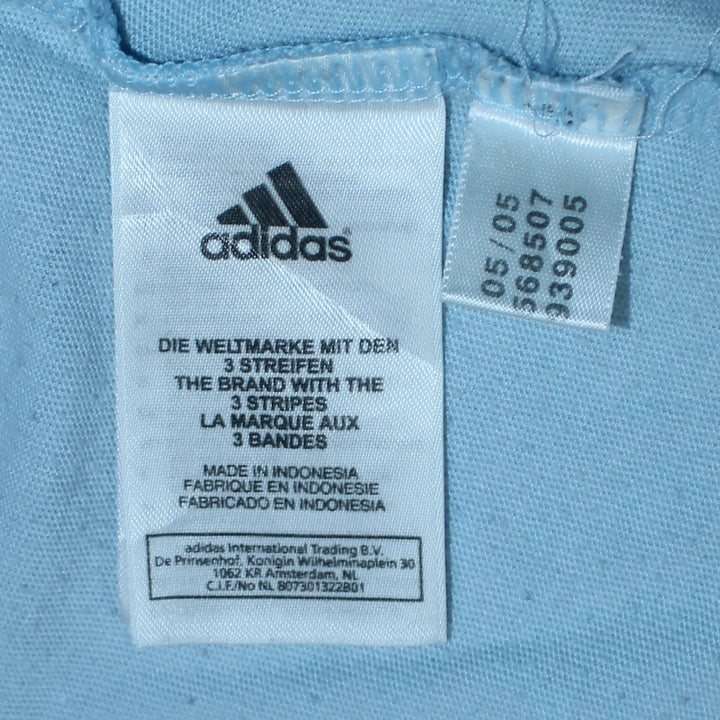 adidas
DIE WELTMARKE MIT DEN
3 STREIFEN
THE BRAND WITH THE
3 STRIPES
LA MARQUE AUX
3 BANDES
MADE IN INDONESIA
FABRIQUE EN INDONESIE
FABRICADO EN INDONESIA
adidas International Trading B.V.
De Prinsenhof, Konigin Wilhelminaplein 30
1062 KR Amsterdam, NL
C.I.F./No NL 807301322B01
05/05
568507
939005